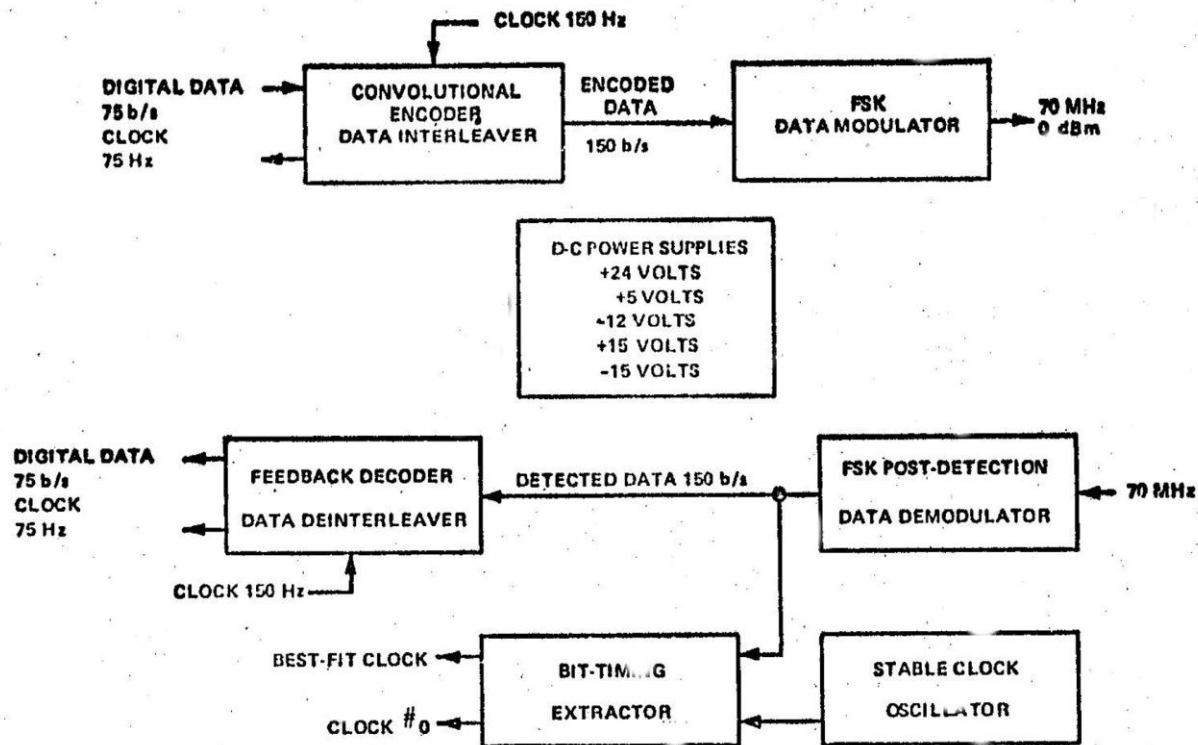 CLOCK 150 Hz
DIGITAL DATA
75 b/s
CLOCK
75 Hz
CONVOLUTIONAL
ENCODER
DATA INTERLEAVER
ENCODED
DATA
150 b/s
FSK
DATA MODULATOR
70 MHz
0 dBm
D-C POWER SUPPLIES
+24 VOLTS
+5 VOLTS
-12 VOLTS
+15 VOLTS
-15 VOLTS
DIGITAL DATA
75 b/s
CLOCK
75 Hz
FEEDBACK DECODER
DATA DEINTERLEAVER
DETECTED DATA 150 b/s
FSK POST-DETECTION
DATA DEMODULATOR
70 MHz
CLOCK 150 Hz
BEST-FIT CLOCK
CLOCK #0
BIT-TIMING
EXTRACTOR
STABLE CLOCK
OSCILLATOR